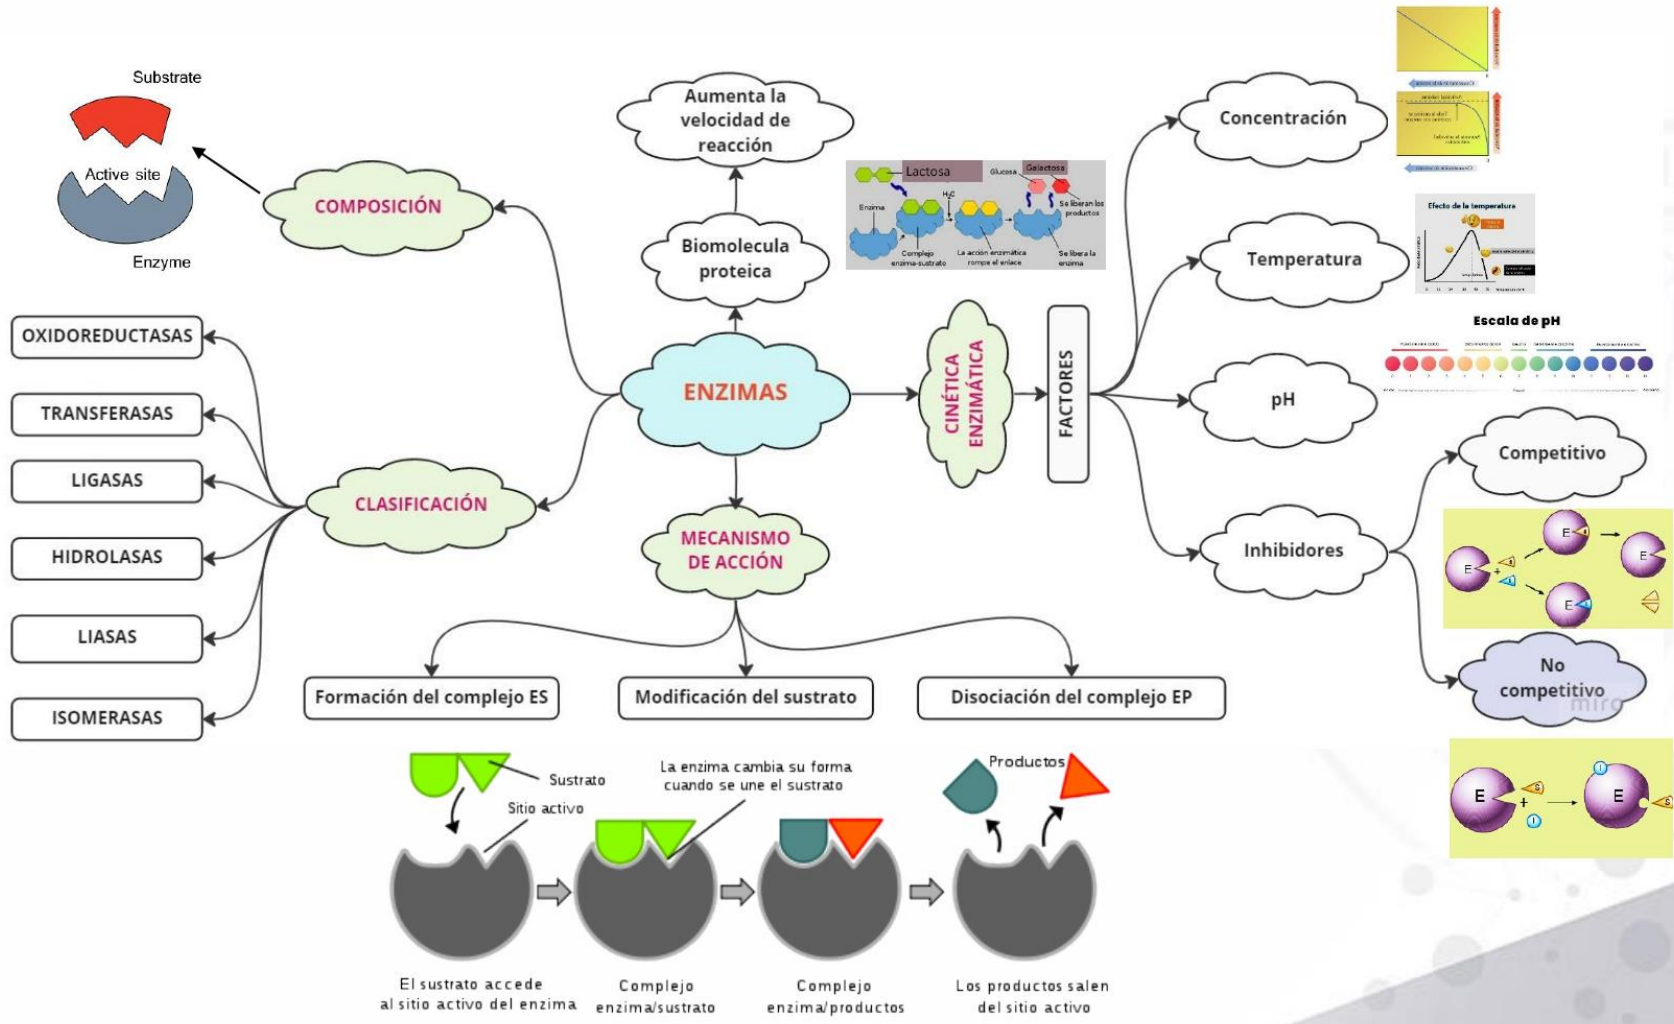 Substrate
Active site
Enzyme
COMPOSICIÓN
Aumenta la
velocidad de
reacción
Biomolecula
proteica
ENZIMAS
OXIDOREDUCTASAS
TRANSFERASAS
LIGASAS
HIDROLASAS
LIASAS
ISOMERASAS
CLASIFICACIÓN
MECANISMO
DE ACCIÓN
Formación del complejo ES
Modificación del sustrato
Disociación del complejo EP
Lactosa
Glucosa
Galactosa
Enzima
Se liberan los
productos
Complejo
enzima-sustrato
La acción enzimática
rompe el enlace
Se libera la
enzima
CINÉTICA
ENZIMÁTICA
FACTORES
Concentración
Temperatura
Efecto de la temperatura
pH
Escala de pH
Inhibidores
Competitivo
E
+
E
E
E
No
competitivo
miro
E
+
S
I
I
E
S
Sustrato
Sitio activo
La enzima cambia su forma
cuando se une el sustrato
Productos
El sustrato accede
al sitio activo del enzima
Complejo
enzima/sustrato
Complejo
enzima/productos
Los productos salen
del sitio activo